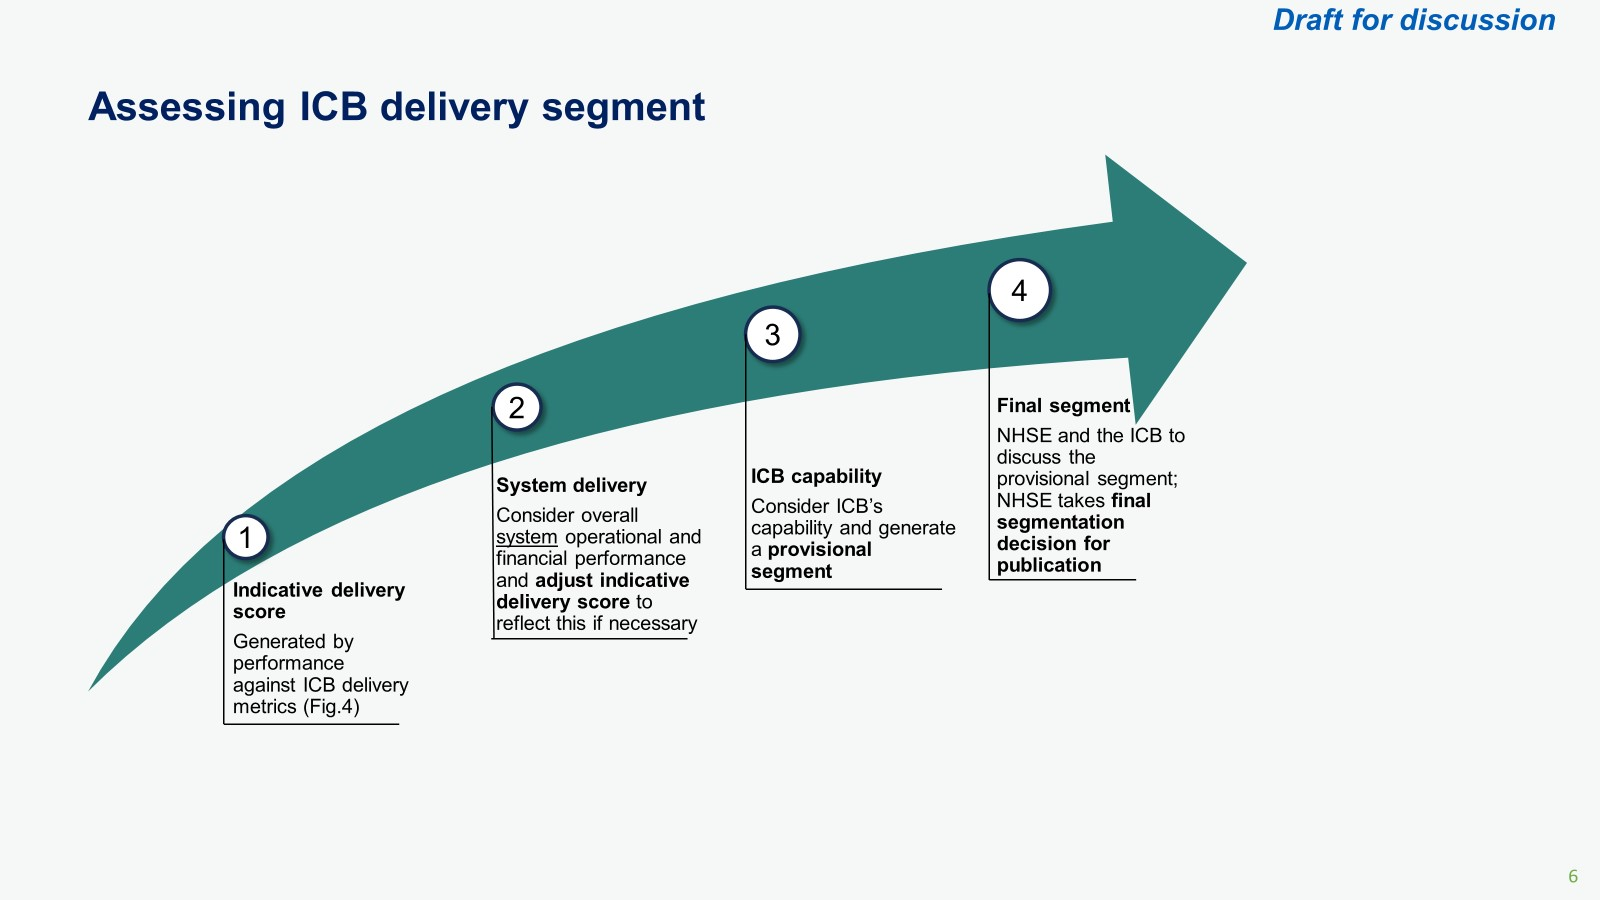 Draft for discussion
Assessing ICB delivery segment
1
Indicative delivery
score
Generated by
performance
against ICB delivery
metrics (Fig.4)
2
System delivery
Consider overall
system operational and
financial performance
and adjust indicative
delivery score to
reflect this if necessary
3
ICB capability
Consider ICB’s
capability and generate
a provisional
segment
4
Final segment
NHSE and the ICB to
discuss the
provisional segment;
NHSE takes final
segmentation
decision for
publication
6